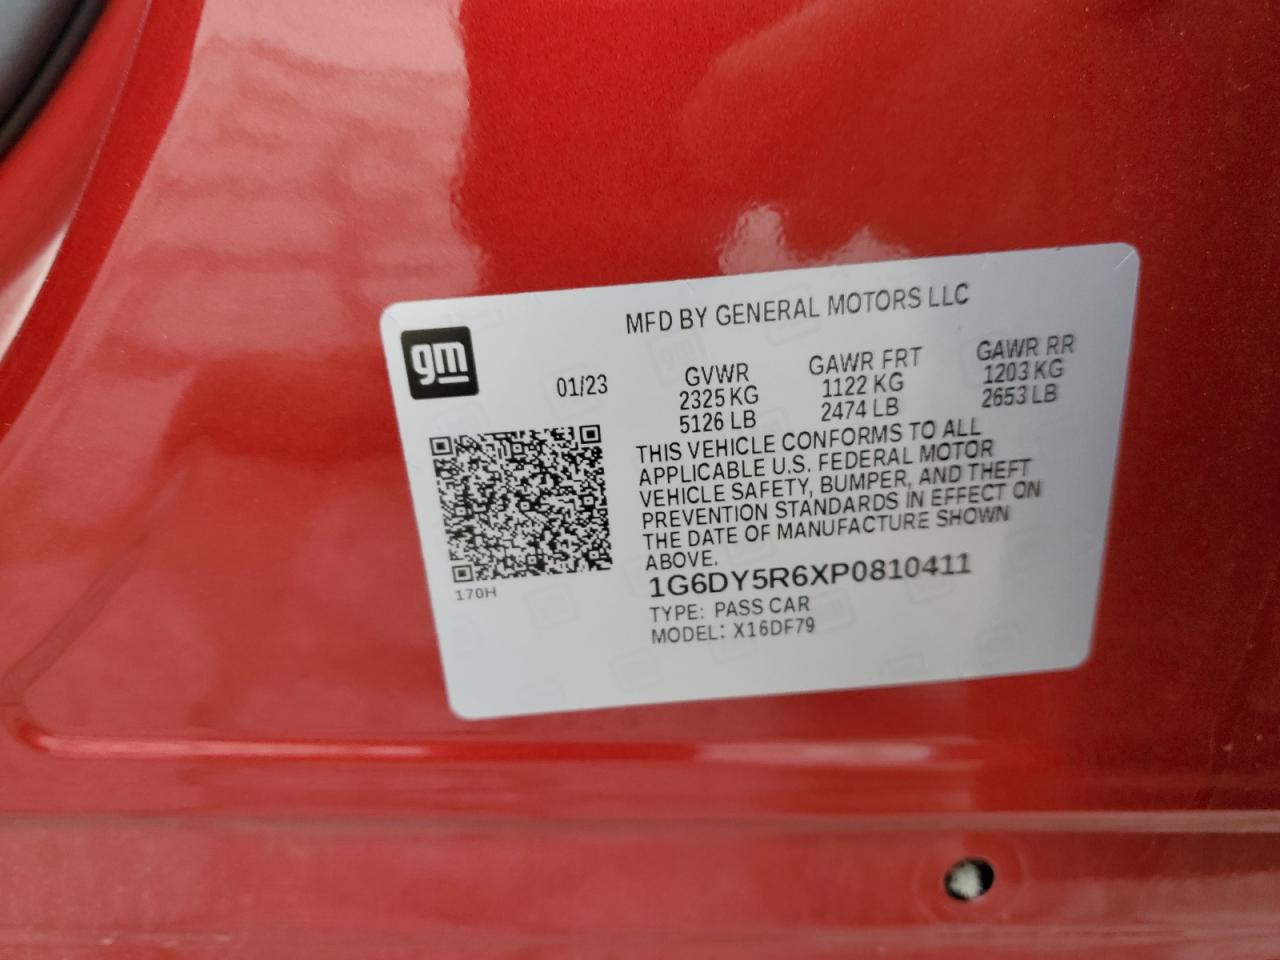 MFD BY GENERAL MOTORS LLC
gm
01/23
GVWR
2325 KG
5126 LB
GAWR FRT
1122 KG
2474 LB
GAWR RR
1203 KG
2653 LB
THIS VEHICLE CONFORMS TO ALL
APPLICABLE U.S. FEDERAL MOTOR
VEHICLE SAFETY, BUMPER, AND THEFT
PREVENTION STANDARDS IN EFFECT ON
THE DATE OF MANUFACTURE SHOWN
ABOVE.
1G6DY5R6XP0810411
TYPE: PASS CAR
MODEL: X16DF79
170H